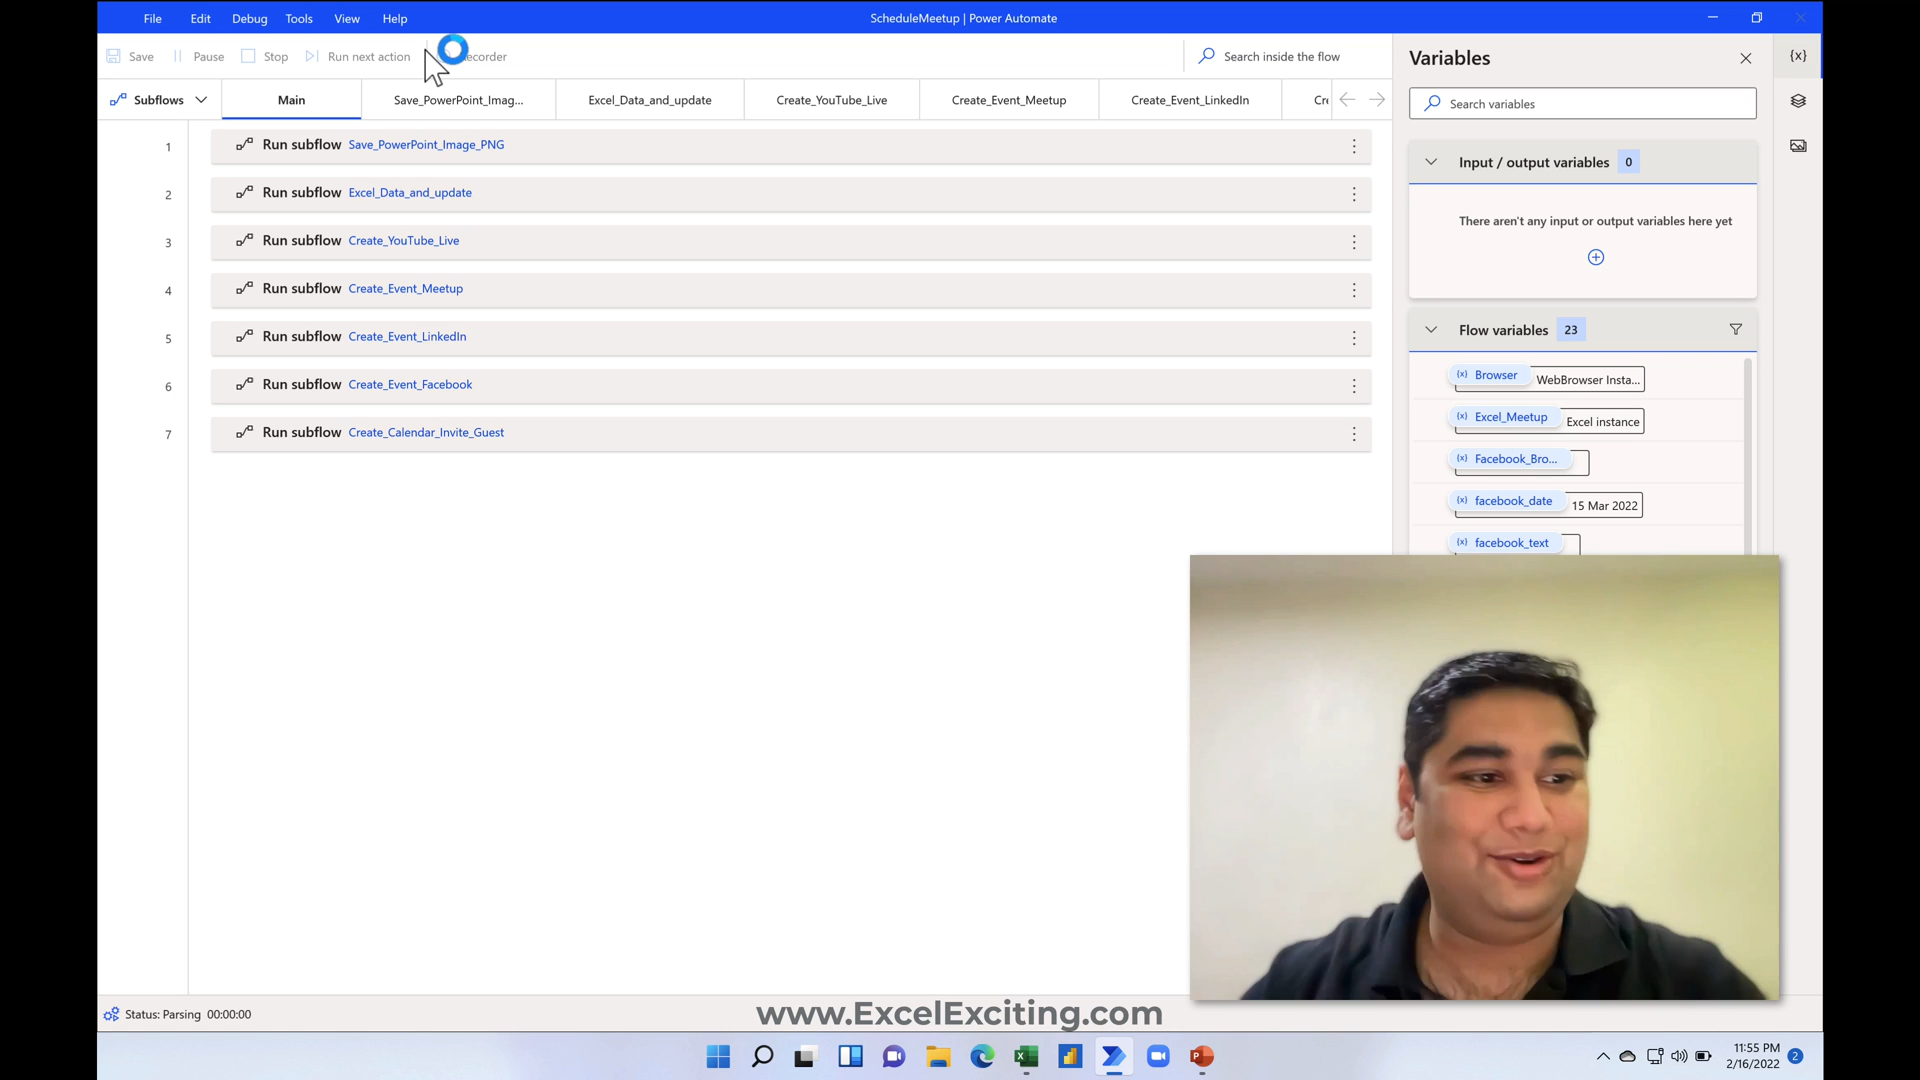 File Edit Debug Tools View Help
ScheduleMeetup | Power Automate
Save Pause Stop Run next action
Search inside the flow
Subflows Main Save_PowerPoint_Imag... Excel_Data_and_update Create_YouTube_Live Create_Event_Meetup Create_Event_LinkedIn
1 Run subflow Save_PowerPoint_Image_PNG
2 Run subflow Excel_Data_and_update
3 Run subflow Create_YouTube_Live
4 Run subflow Create_Event_Meetup
5 Run subflow Create_Event_LinkedIn
6 Run subflow Create_Event_Facebook
7 Run subflow Create_Calendar_Invite_Guest
Variables
{x}
Search variables
Input / output variables 0
There aren't any input or output variables here yet
Flow variables 23
{x} Browser WebBrowser Insta...
{x} Excel_Meetup Excel instance
{x} Facebook_Bro...
{x} facebook_date 15 Mar 2022
{x} facebook_text
Status: Parsing 00:00:00
www.ExcelExciting.com
11:55 PM
2/16/2022
2